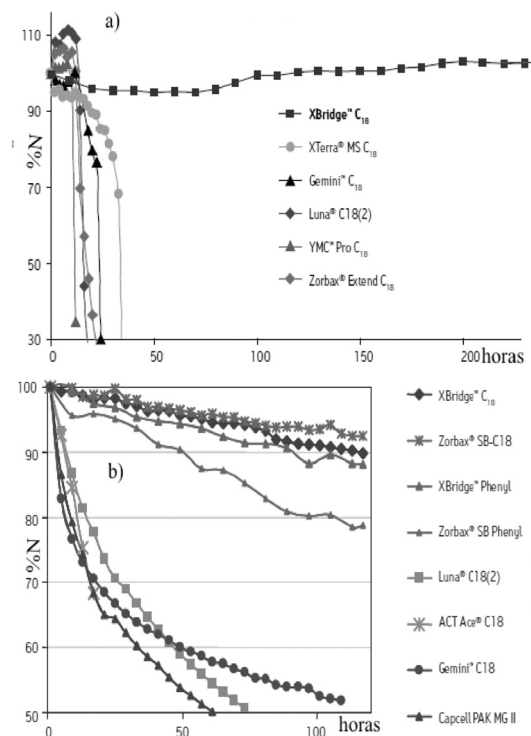 a)
110
90
70
50
30
%N
XBridge™ C18
XTerra® MS C18
Gemini™ C18
Luna® C18(2)
YMC™ Pro C18
Zorbax® Extend C18
0 50 100 150 200 horas
b)
100
90
80
70
60
50
%N
0 50 100 horas
XBridge™ C18
Zorbax® SB-C18
XBridge™ Phenyl
Zorbax® SB Phenyl
Luna® C18(2)
ACT Ace® C18
Gemini™ C18
Capcell PAK MG II